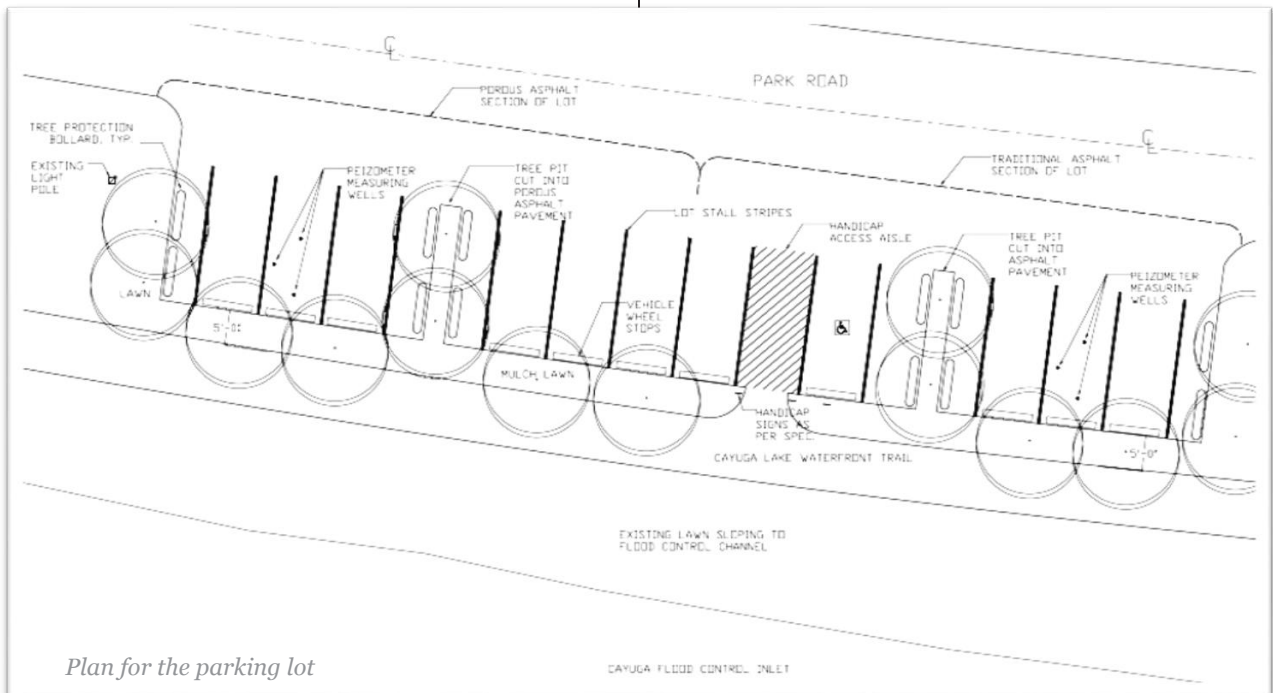 PARK ROAD
POROUS ASPHALT
SECTION OF LOT
TREE PROTECTION
BOLLARD, TYP.
EXISTING
LIGHT
POLE
PEIZOMETER
MEASURING
WELLS
TREE PIT
CUT INTO
POROUS
ASPHALT
PAVEMENT
TRADITIONAL ASPHALT
SECTION OF LOT
LOT STALL STRIPES
HANDICAP
ACCESS AISLE
TREE PIT
CUT INTO
ASPHALT
PAVEMENT
PEIZOMETER
MEASURING
WELLS
LAWN
5'-0"
VEHICLE
WHEEL
STOPS
MULCH
LAWN
HANDICAP
SIGNS AS
PER SPEC.
5'-0"
CAYUGA LAKE WATERFRONT TRAIL
EXISTING LAWN SLOPING TO
FLOOD CONTROL CHANNEL
CAYUGA FLOOD CONTROL INLET
Plan for the parking lot